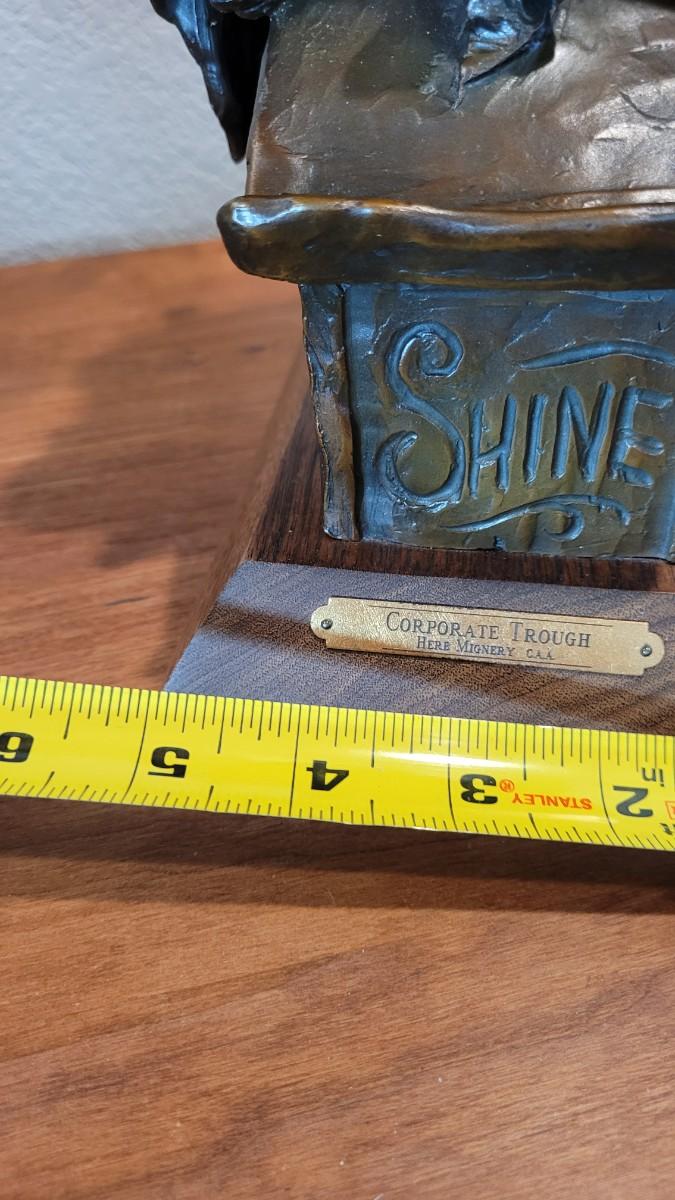 SHINE
CORPORATE TROUGH
HERB MIGNERY C.A.A.
6 5 4 3 STANLEY® 2 in